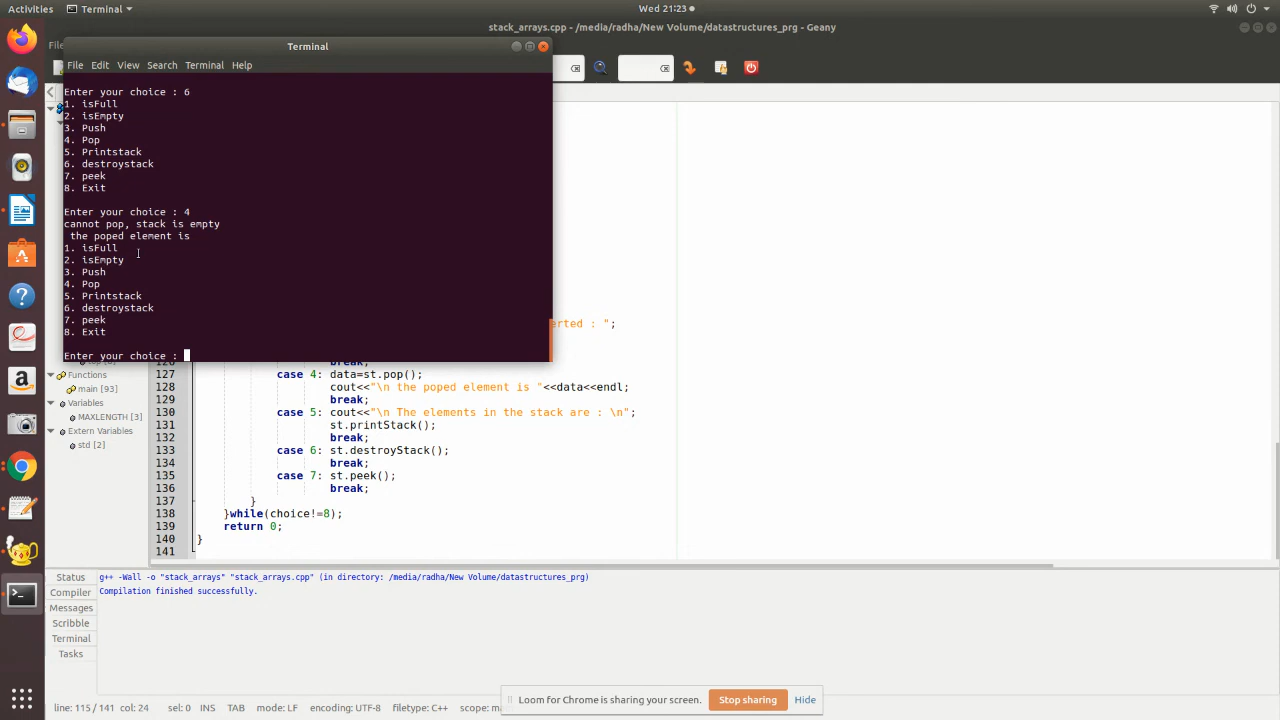 Activities
Terminal
Wed 21:23
stack_arrays.cpp - /media/radha/New Volume/datastructures_prg - Geany
Terminal
File Edit View Search Terminal Help
Enter your choice : 6
1. isFull
2. isEmpty
3. Push
4. Pop
5. Printstack
6. destroystack
7. peek
8. Exit
Enter your choice : 4
cannot pop, stack is empty
the poped element is
1. isFull
2. isEmpty
3. Push
4. Pop
5. Printstack
6. destroystack
7. peek
8. Exit
Enter your choice :
erted : ";
break;
127 case 4: data=st.pop();
128 cout<<"\n the poped element is "<<data<<endl;
129 break;
130 case 5: cout<<"\n The elements in the stack are : \n";
131 st.printStack();
132 break;
133 case 6: st.destroyStack();
134 break;
135 case 7: st.peek();
136 break;
137 }
138 }while(choice!=8);
139 return 0;
140 }
141
Functions
main [93]
Variables
MAXLENGTH [3]
Extern Variables
std [2]
Status
Compiler
Messages
Scribble
Terminal
Tasks
g++ -Wall -o "stack_arrays" "stack_arrays.cpp" (in directory: /media/radha/New Volume/datastructures_prg)
Compilation finished successfully.
Loom for Chrome is sharing your screen.
Stop sharing
Hide
line: 115 / 141 col: 24 sel: 0 INS TAB mode: LF encoding: UTF-8 filetype: C++